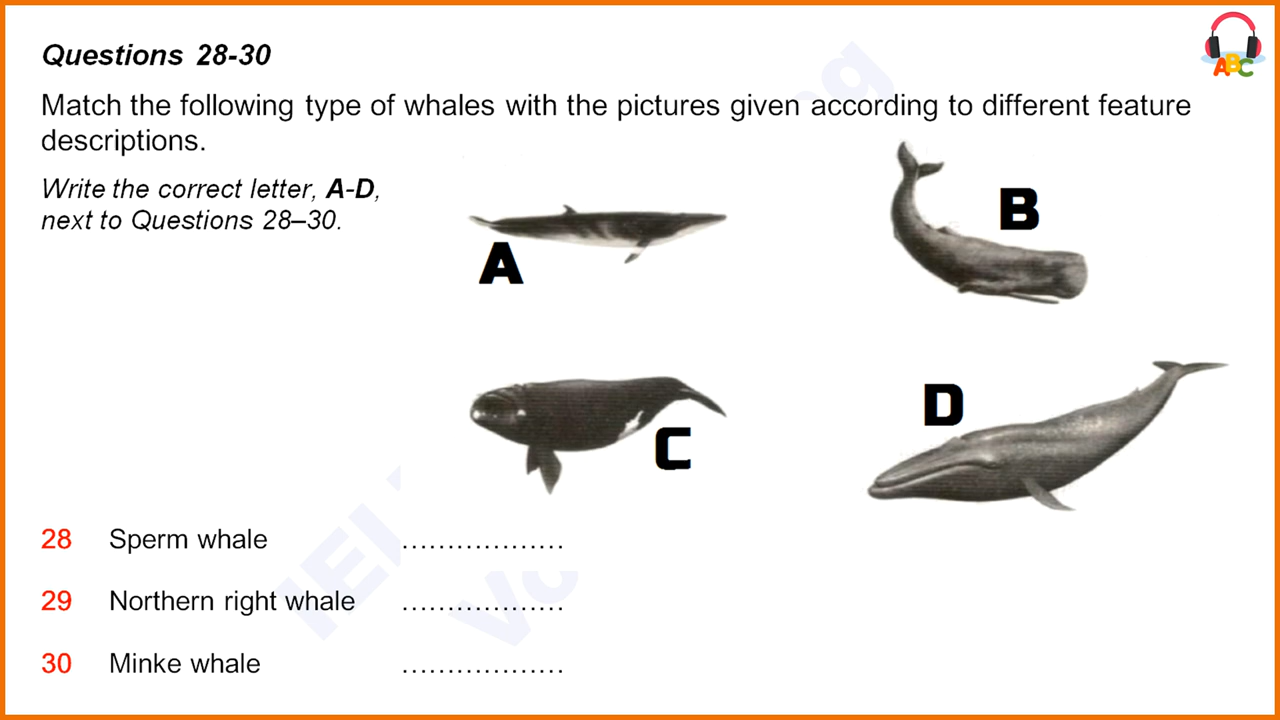 Questions 28-30
Match the following type of whales with the pictures given according to different feature
descriptions.
Write the correct letter, A-D,
next to Questions 28–30.
A
B
C
D
28 Sperm whale ..................
29 Northern right whale ..................
30 Minke whale ..................
ABC